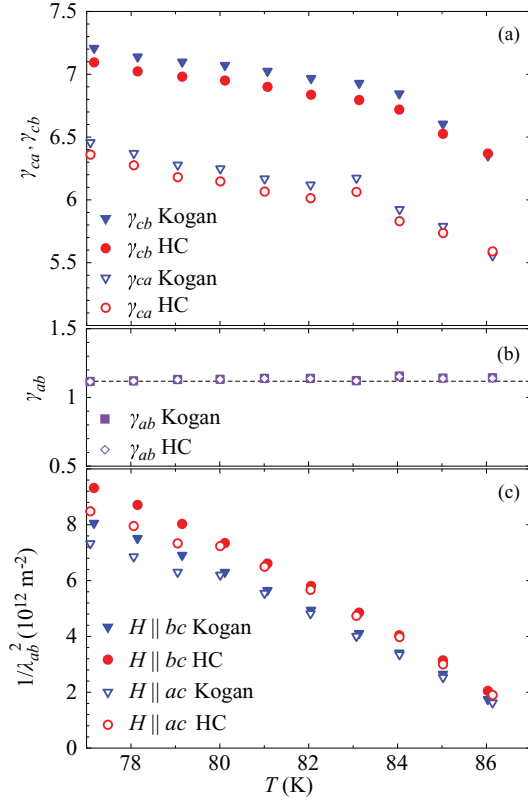 7.5
(a)
7
6.5
6
5.5
γca, γcb
γcb Kogan
γcb HC
γca Kogan
γca HC
1.5
(b)
1
0.5
γab
γab Kogan
γab HC
(c)
8
6
4
2
0
1/λab² (10¹² m⁻²)
H || bc Kogan
H || bc HC
H || ac Kogan
H || ac HC
78 80 82 84 86
T (K)